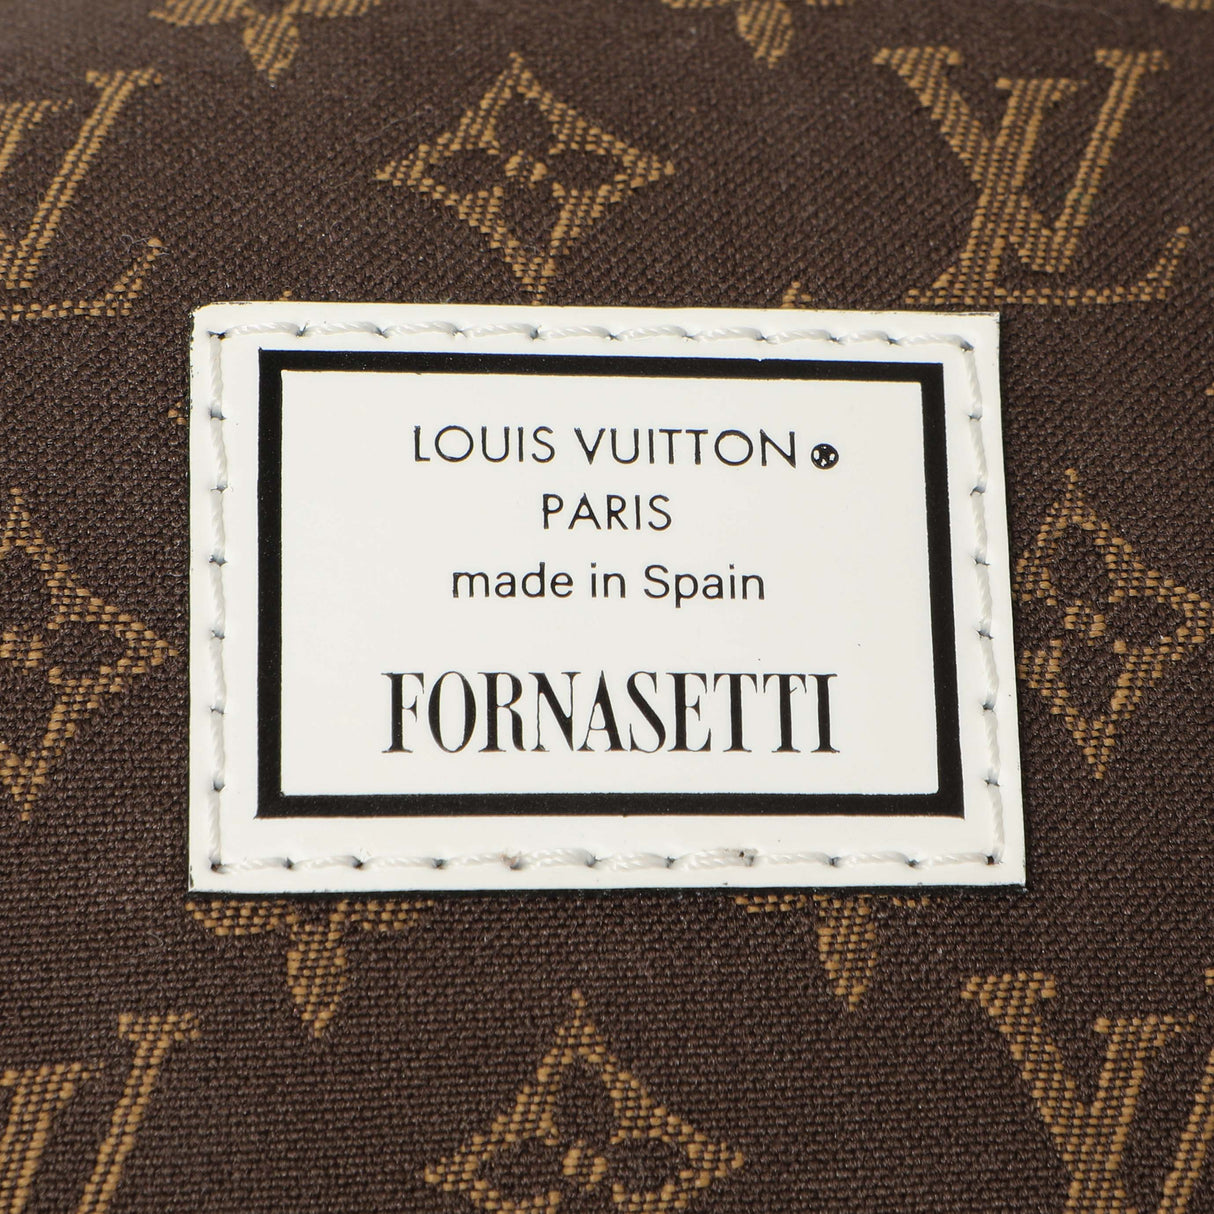 LOUIS VUITTON
PARIS
made in Spain
FORNASETTI